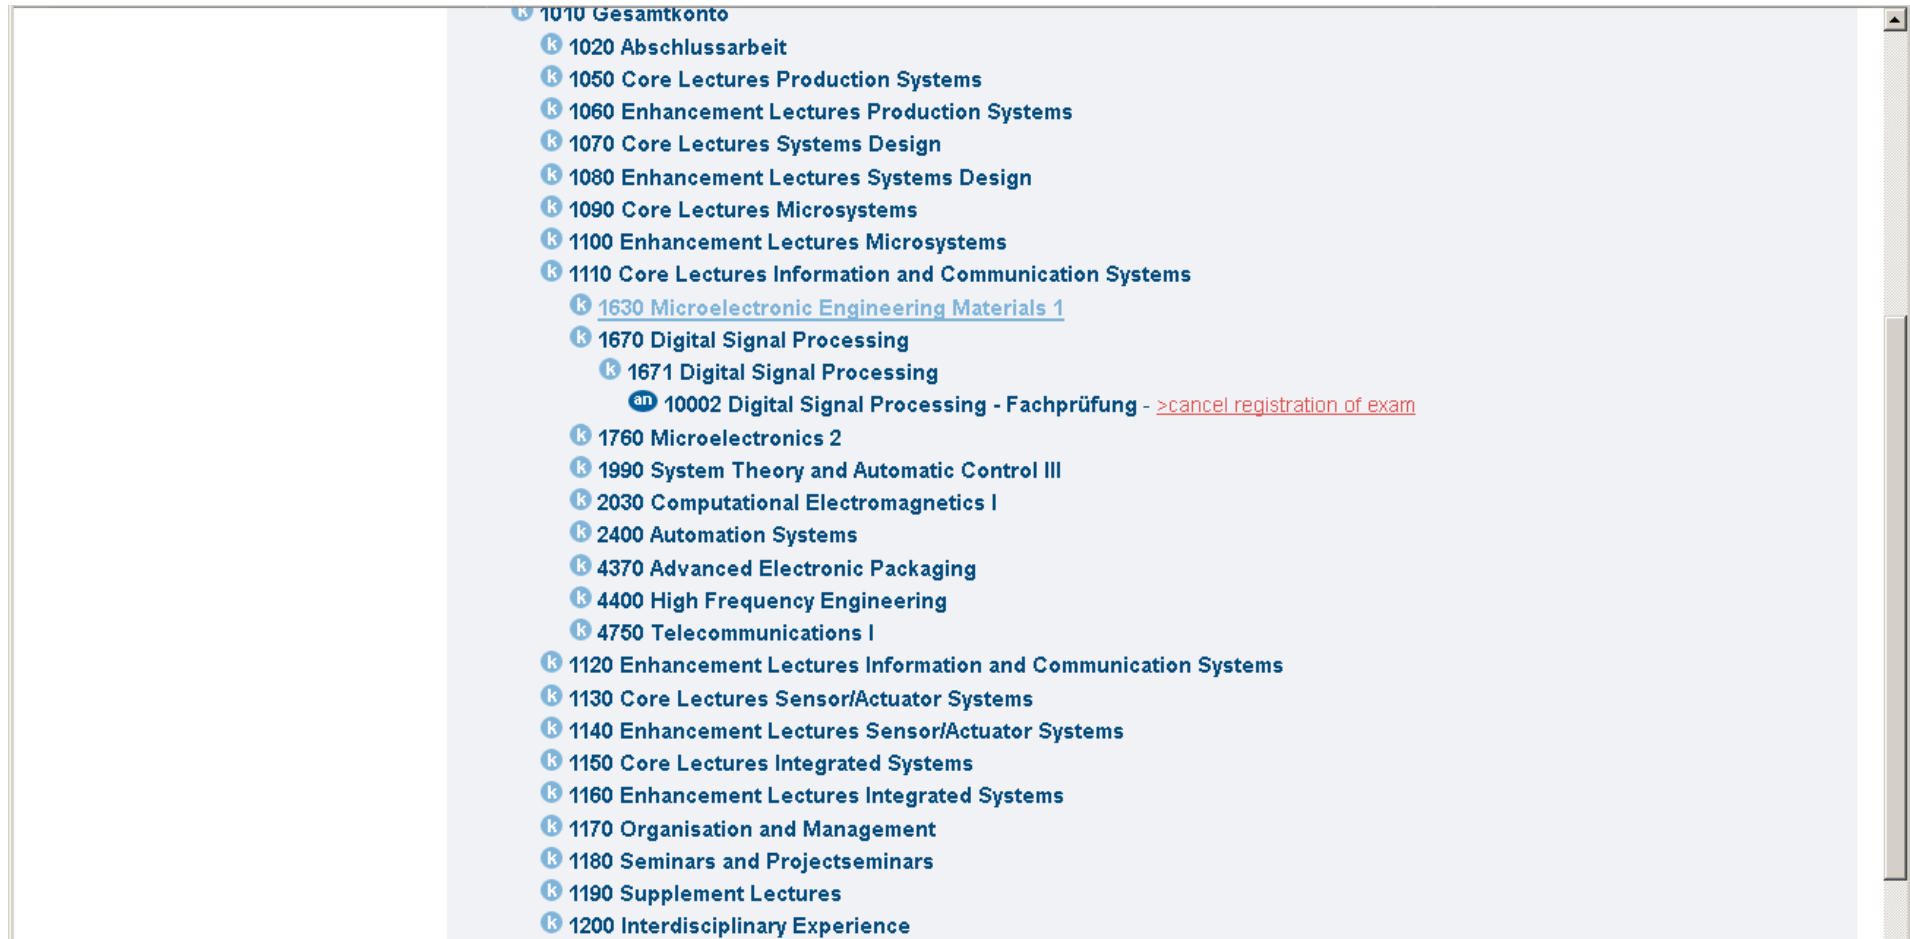 k 1010 Gesamtkonto
k 1020 Abschlussarbeit
k 1050 Core Lectures Production Systems
k 1060 Enhancement Lectures Production Systems
k 1070 Core Lectures Systems Design
k 1080 Enhancement Lectures Systems Design
k 1090 Core Lectures Microsystems
k 1100 Enhancement Lectures Microsystems
k 1110 Core Lectures Information and Communication Systems
k 1630 Microelectronic Engineering Materials 1
k 1670 Digital Signal Processing
k 1671 Digital Signal Processing
an 10002 Digital Signal Processing - Fachprüfung - >cancel registration of exam
k 1760 Microelectronics 2
k 1990 System Theory and Automatic Control III
k 2030 Computational Electromagnetics I
k 2400 Automation Systems
k 4370 Advanced Electronic Packaging
k 4400 High Frequency Engineering
k 4750 Telecommunications I
k 1120 Enhancement Lectures Information and Communication Systems
k 1130 Core Lectures Sensor/Actuator Systems
k 1140 Enhancement Lectures Sensor/Actuator Systems
k 1150 Core Lectures Integrated Systems
k 1160 Enhancement Lectures Integrated Systems
k 1170 Organisation and Management
k 1180 Seminars and Projectseminars
k 1190 Supplement Lectures
k 1200 Interdisciplinary Experience